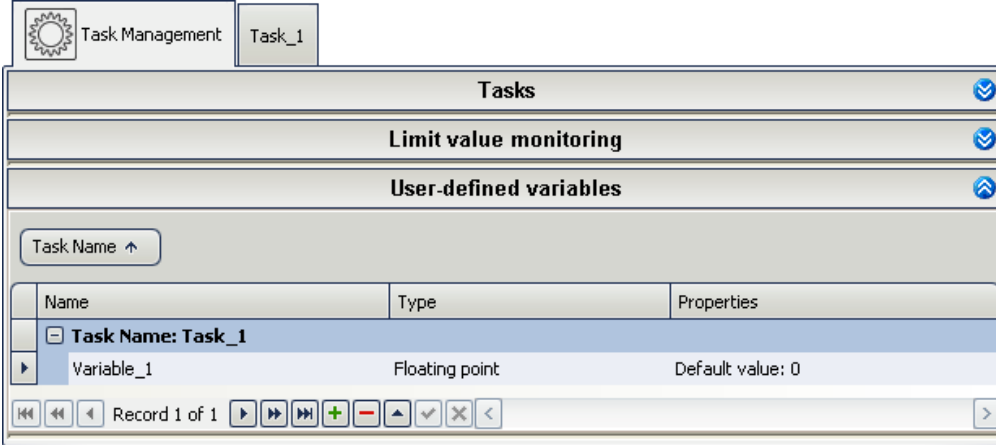 Task Management
Task_1
Tasks
Limit value monitoring
User-defined variables
Task Name
Name Type Properties
Task Name: Task_1
Variable_1 Floating point Default value: 0
Record 1 of 1